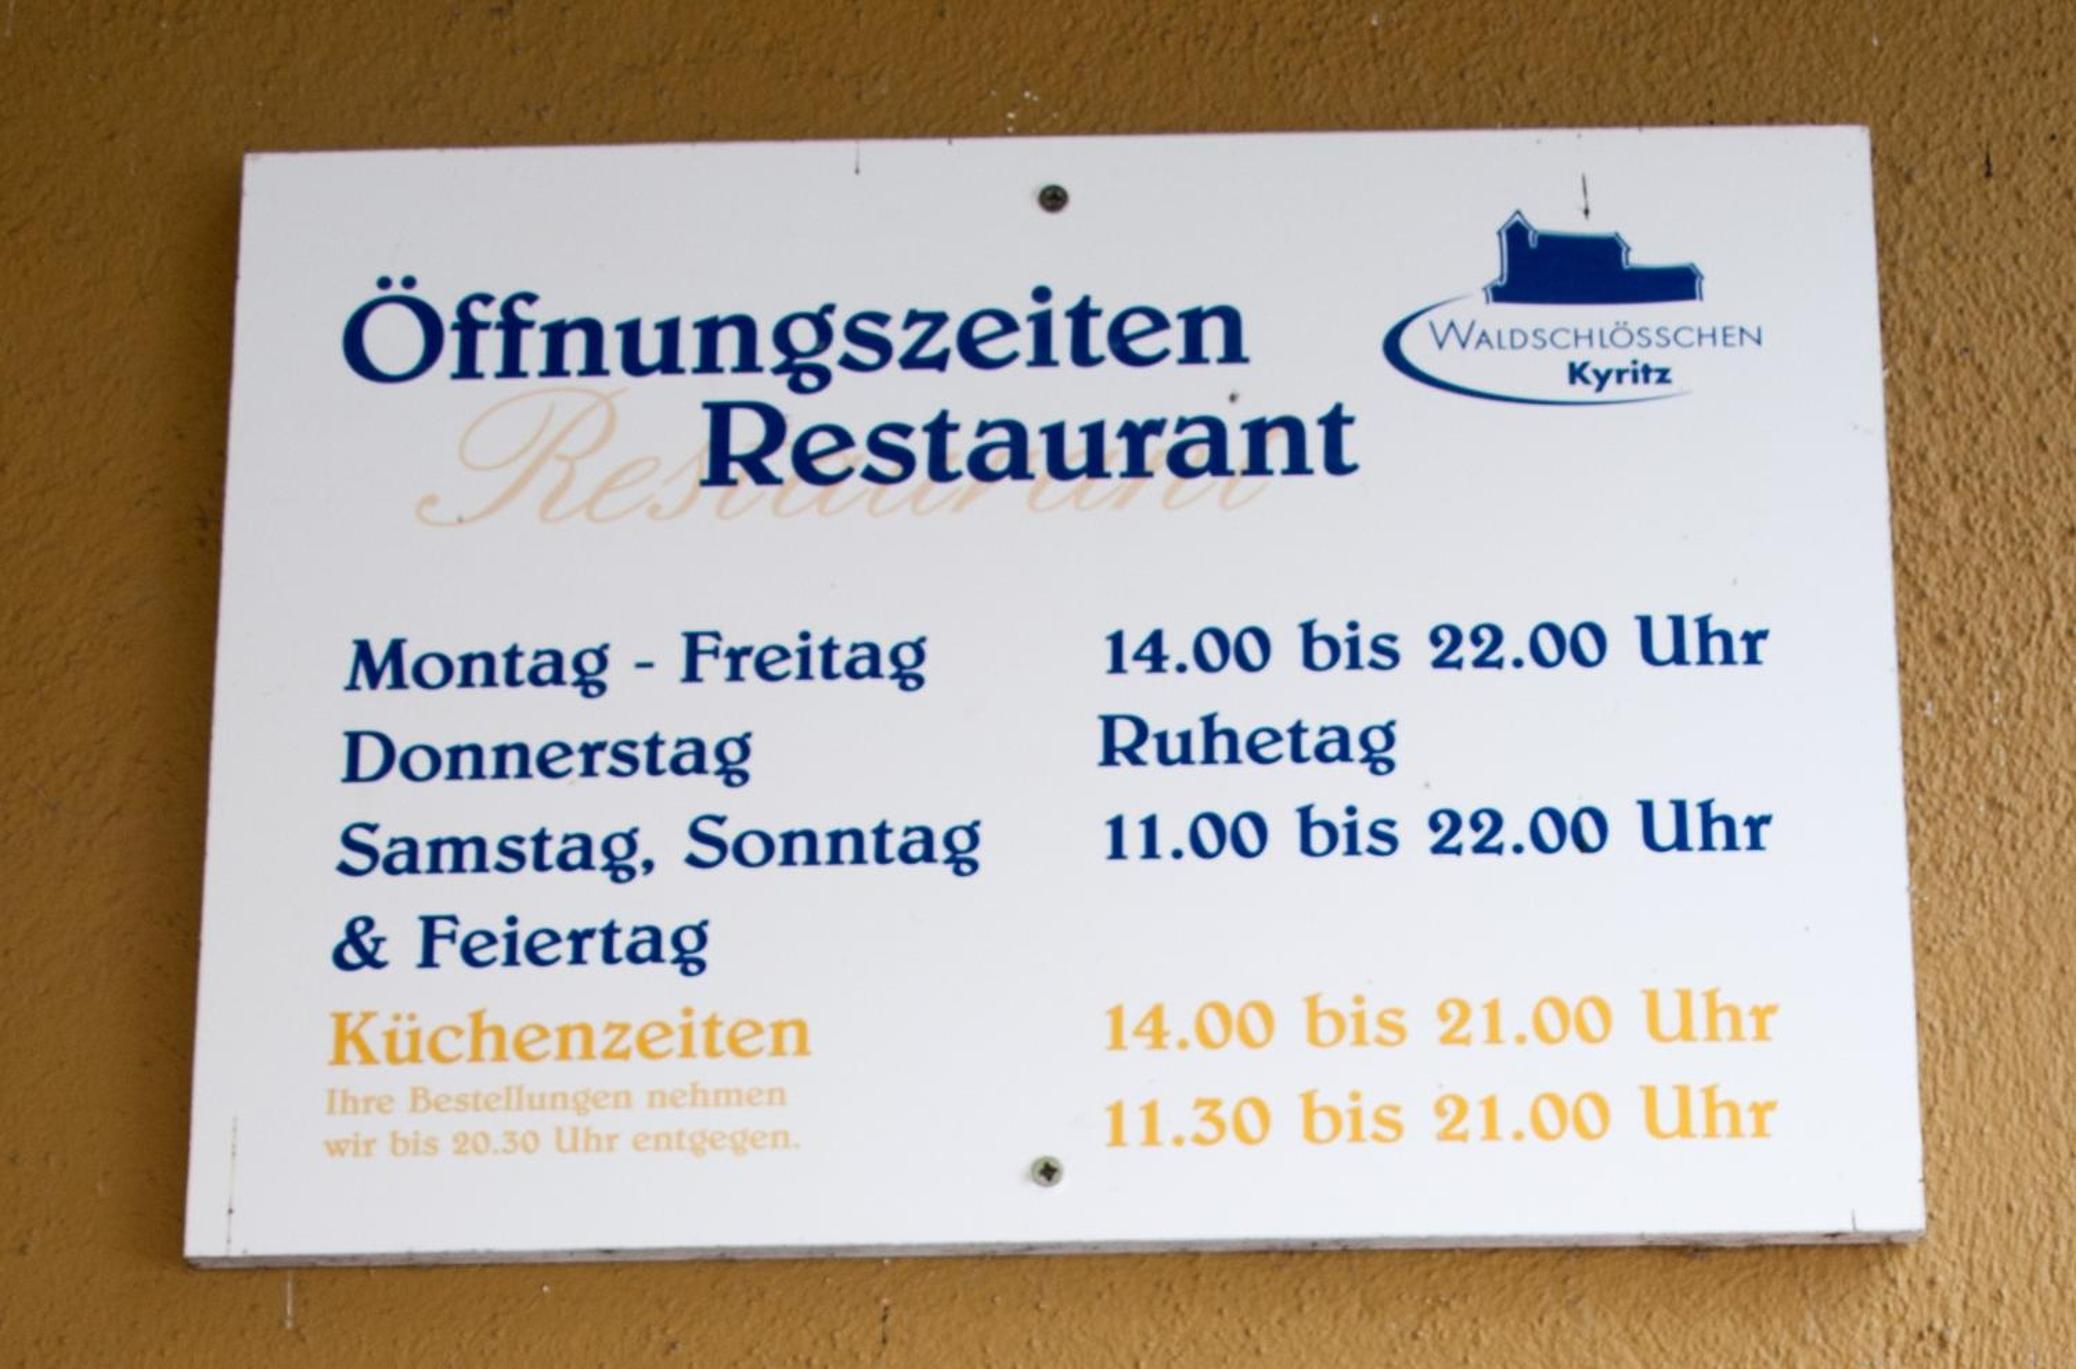 Öffnungszeiten
Restaurant
Restaurant
WALDSCHLÖSSCHEN
Kyritz
Montag - Freitag 14.00 bis 22.00 Uhr
Donnerstag Ruhetag
Samstag, Sonntag 11.00 bis 22.00 Uhr
& Feiertag
Küchenzeiten 14.00 bis 21.00 Uhr
Ihre Bestellungen nehmen
wir bis 20.30 Uhr entgegen.
11.30 bis 21.00 Uhr